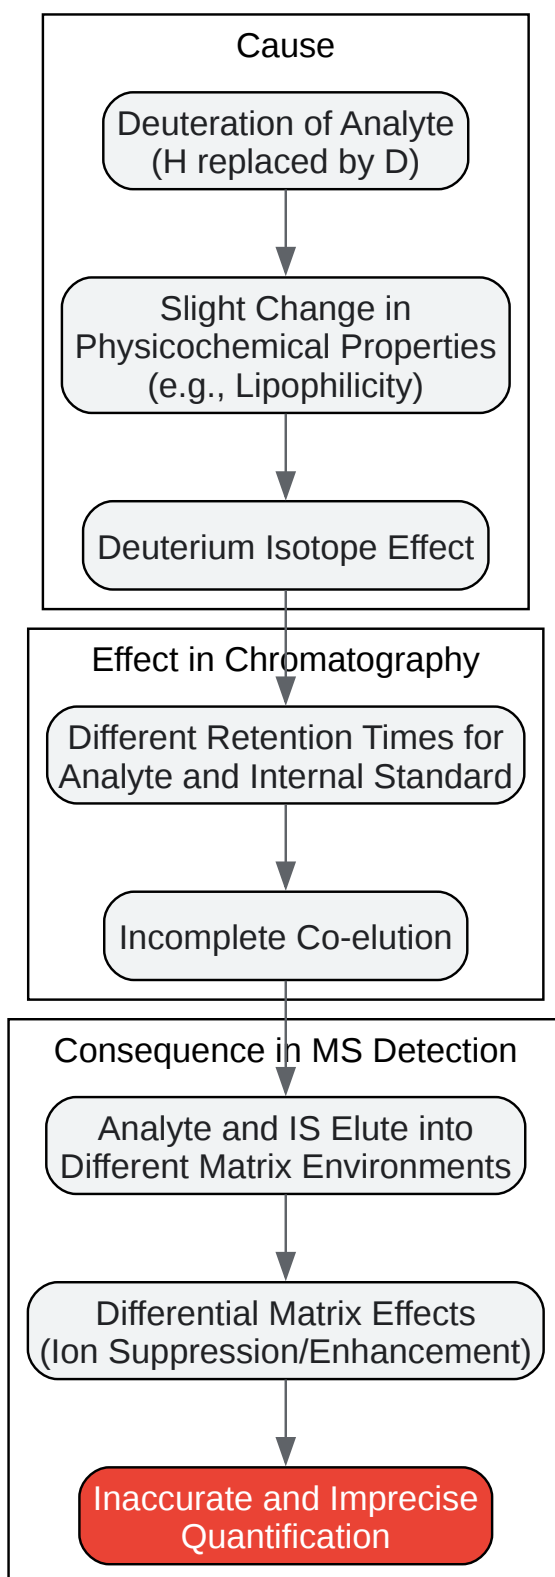 Cause
Deuteration of Analyte
(H replaced by D)
Slight Change in
Physicochemical Properties
(e.g., Lipophilicity)
Deuterium Isotope Effect
Effect in Chromatography
Different Retention Times for
Analyte and Internal Standard
Incomplete Co-elution
Consequence in MS Detection
Analyte and IS Elute into
Different Matrix Environments
Differential Matrix Effects
(Ion Suppression/Enhancement)
Inaccurate and Imprecise
Quantification